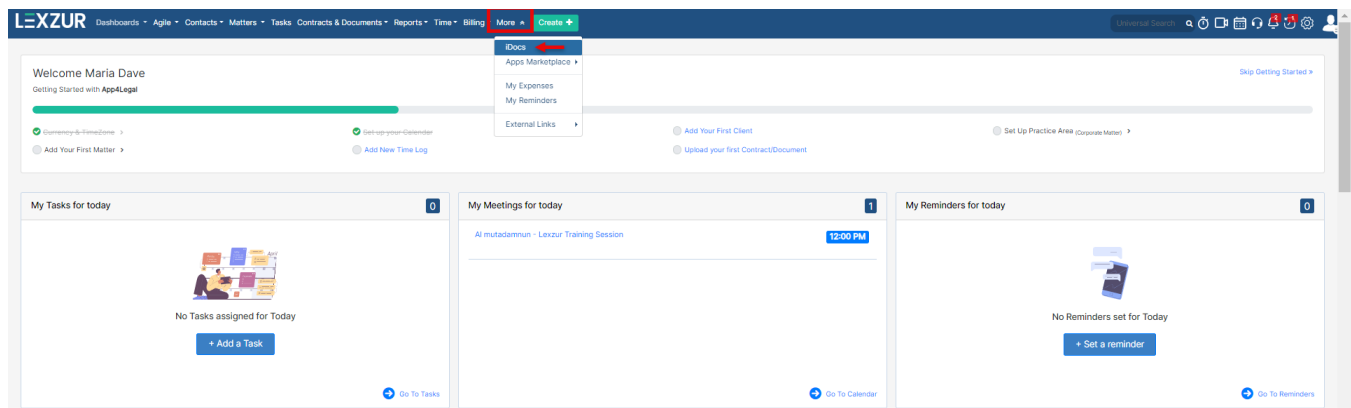 LEXZUR Dashboards Agile Contacts Matters Tasks Contracts & Documents Reports Time Billing More Create + Universal Search
iDocs
Apps Marketplace
My Expenses
My Reminders
External Links
Welcome Maria Dave
Skip Getting Started »
Getting Started with App4Legal
Currency & TimeZone
Set up your Calendar
Add Your First Client
Set Up Practice Area (Corporate Matter)
Add Your First Matter
Add New Time Log
Upload your first Contract/Document
My Tasks for today 0
No Tasks assigned for Today
+ Add a Task
Go To Tasks
My Meetings for today 1
Al mutadamnun - Lexzur Training Session 12:00 PM
Go To Calendar
My Reminders for today 0
No Reminders set for Today
+ Set a reminder
Go To Reminders